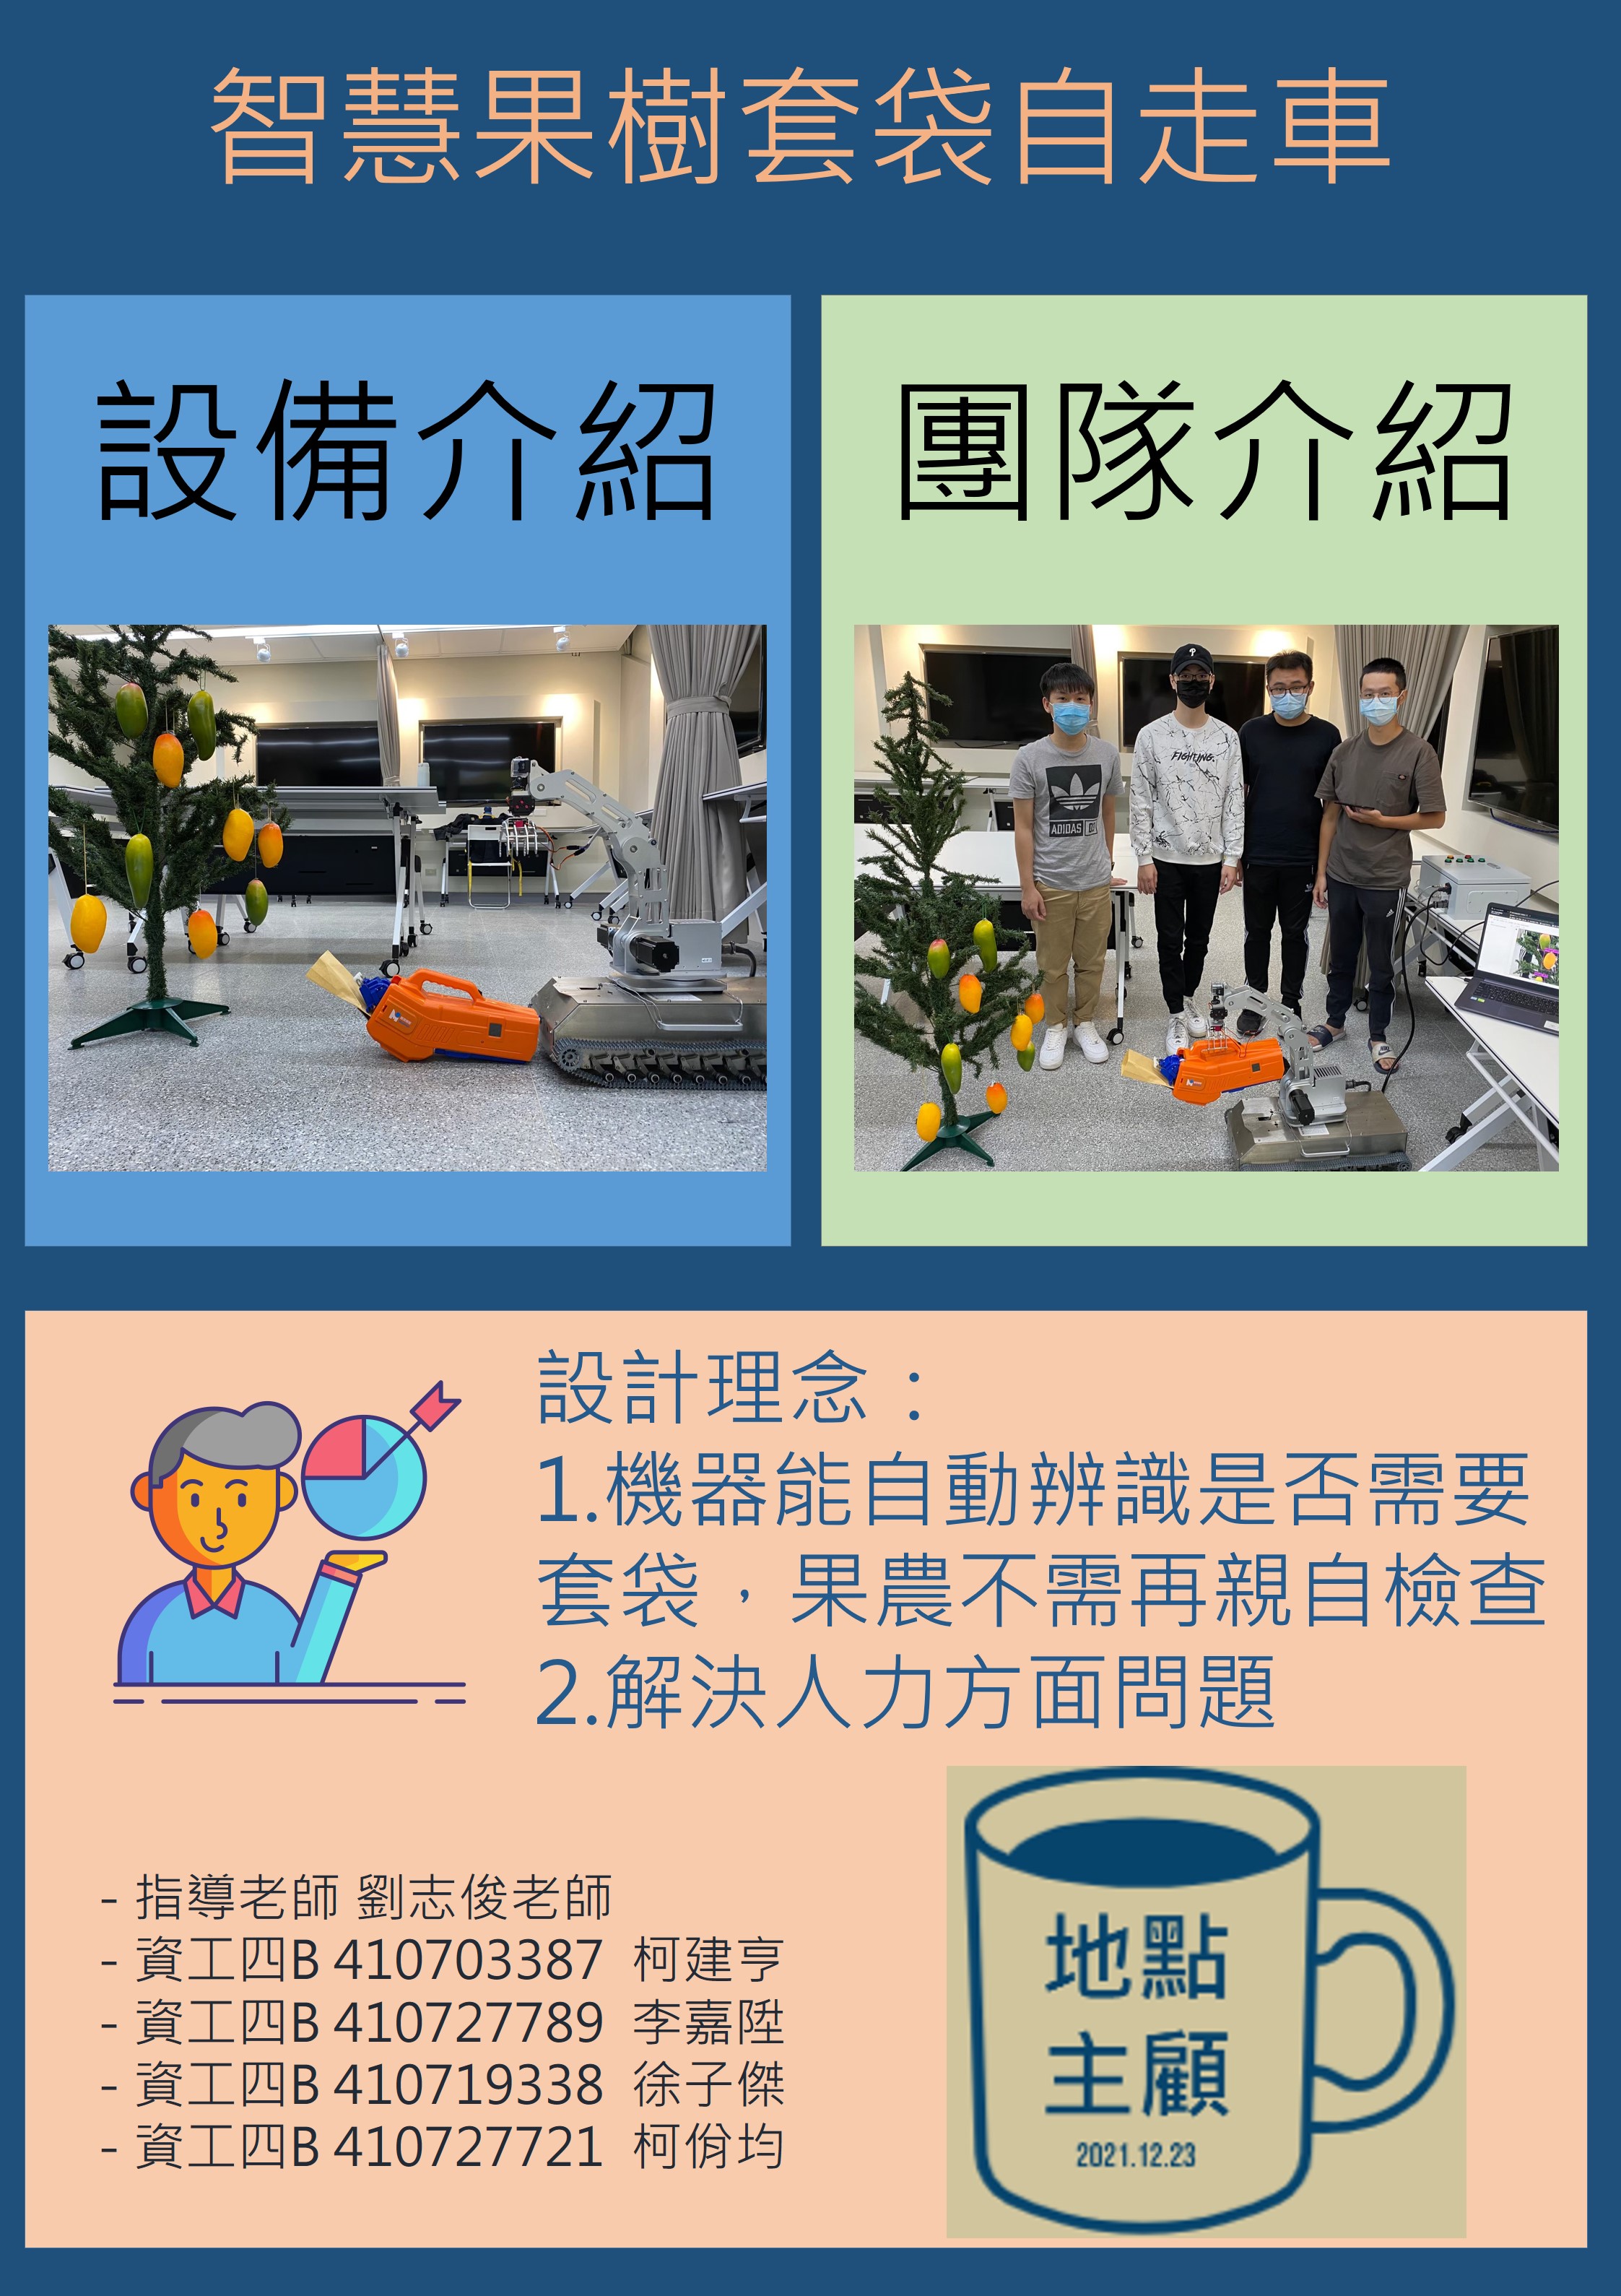 智慧果樹套袋自走車
設備介紹
團隊介紹
FIGHTING.
ADIDAS
設計理念：
1.機器能自動辨識是否需要
套袋，果農不需再親自檢查
2.解決人力方面問題
- 指導老師 劉志俊老師
- 資工四B 410703387 柯建亨
- 資工四B 410727789 李嘉陞
- 資工四B 410719338 徐子傑
- 資工四B 410727721 柯佾均
地點
主顧
2021.12.23